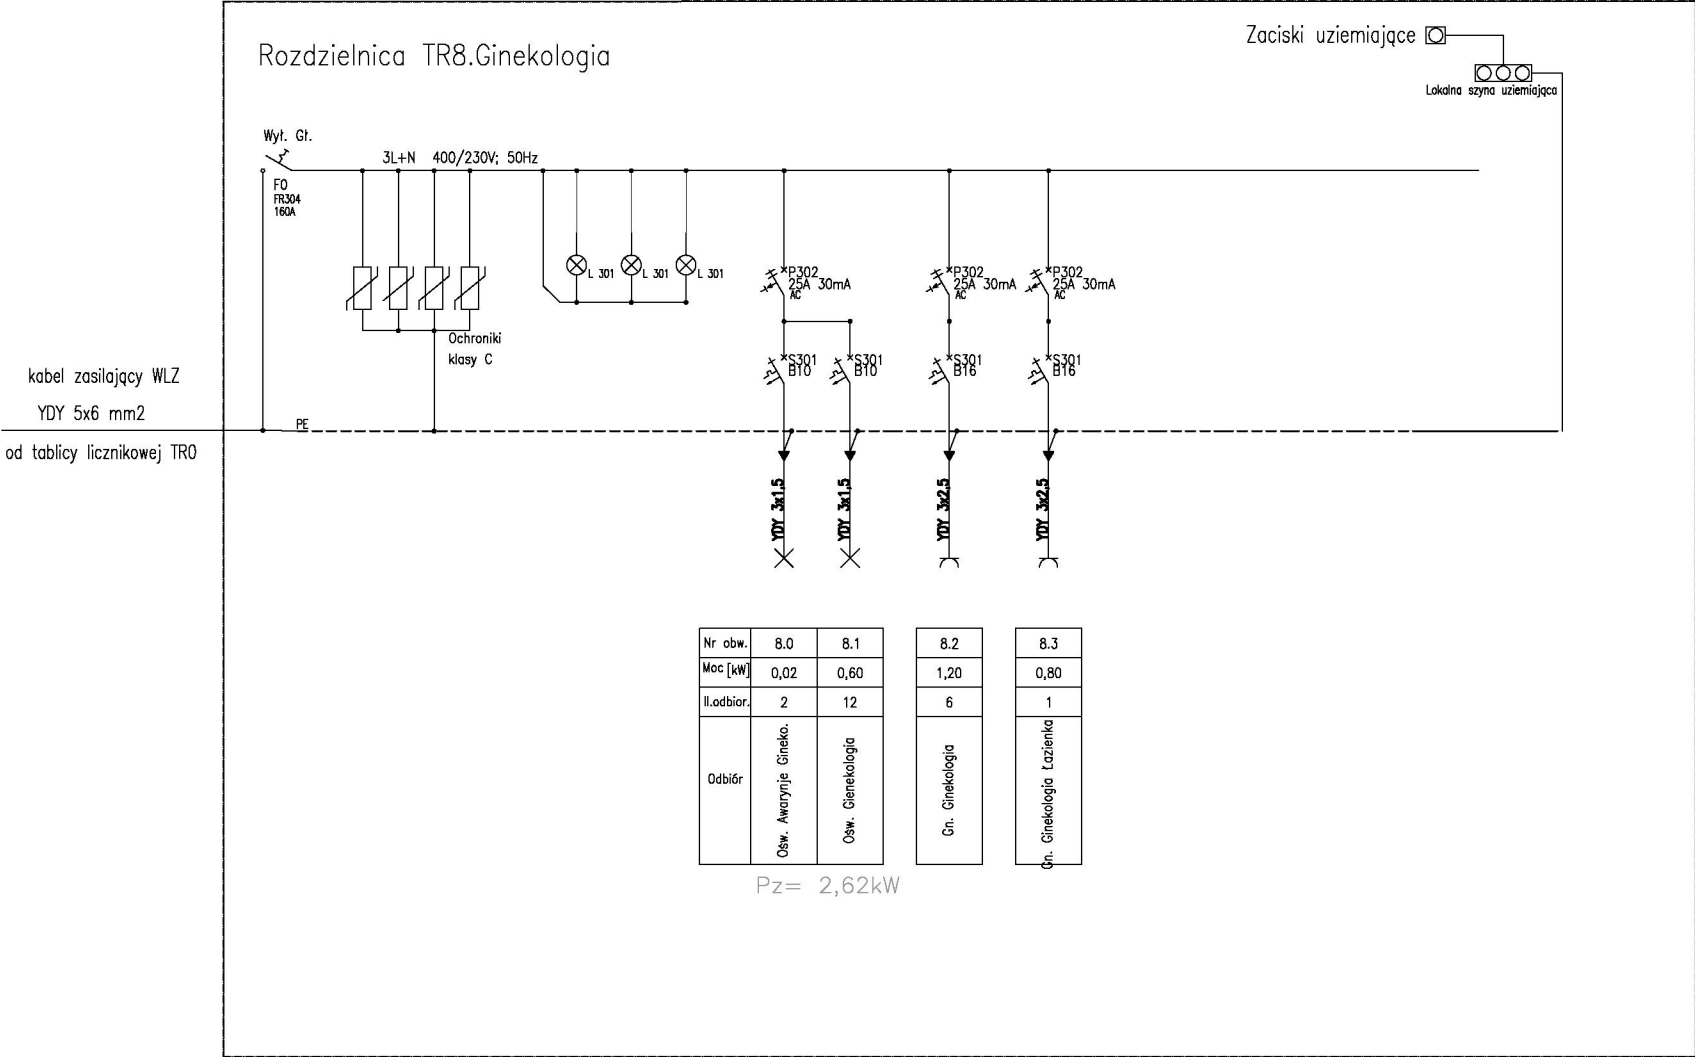 Zaciski uziemiające
Rozdzielnica TR8.Ginekologia
Lokalna szyna uziemiająca
Wył. Gł.
3L+N 400/230V; 50Hz
F0
FR304
160A
L 301
L 301
L 301
P302
25A 30mA
AC
P302
25A 30mA
AC
P302
25A 30mA
AC
Ochroniki
klasy C
S301
B10
S301
B10
S301
B16
S301
B16
kabel zasilający WLZ
YDY 5x6 mm2
od tablicy licznikowej TR0
PE
YDY 3x1,5
YDY 3x1,5
YDY 3x2,5
YDY 3x2,5
Nr obw. 8.0 8.1 8.2 8.3
Moc [kW] 0,02 0,60 1,20 0,80
Il.odbior. 2 12 6 1
Odbiór
Ośw. Awarynje Gineko.
Ośw. Gienekologia
Gn. Ginekologia
Gn. Ginekologia Łazienka
Pz= 2,62kW